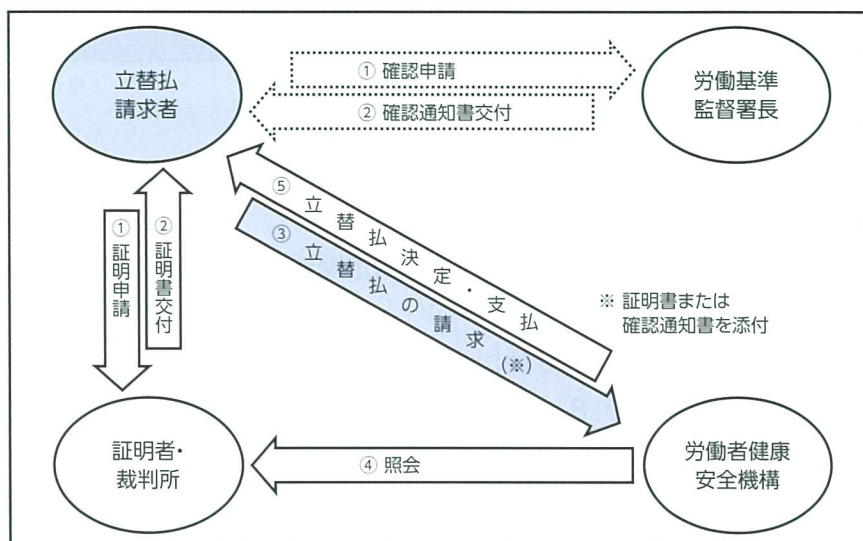 立替払
請求者
① 確認申請
② 確認通知書交付
労働基準
監督署長
① 証明申請
② 証明書交付
⑤ 立替払決定・支払
③ 立替払の請求(※)
※ 証明書または
確認通知書を添付
証明者・
裁判所
④ 照会
労働者健康
安全機構